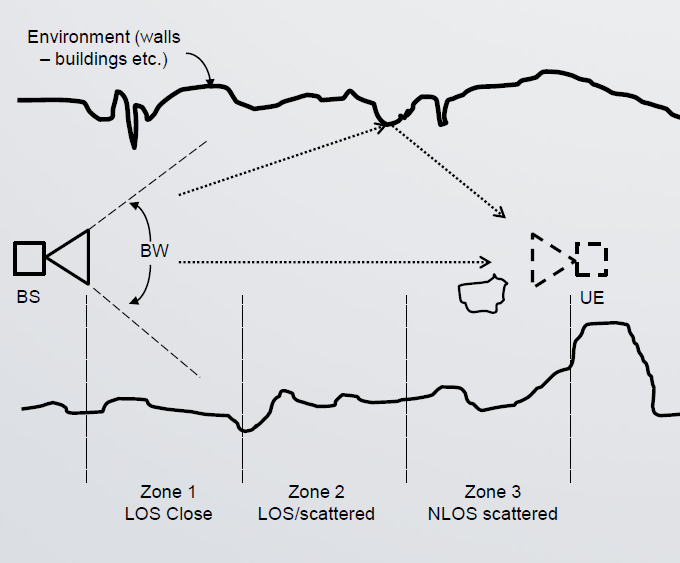 Environment (walls
– buildings etc.)
BW
BS
UE
Zone 1
LOS Close
Zone 2
LOS/scattered
Zone 3
NLOS scattered